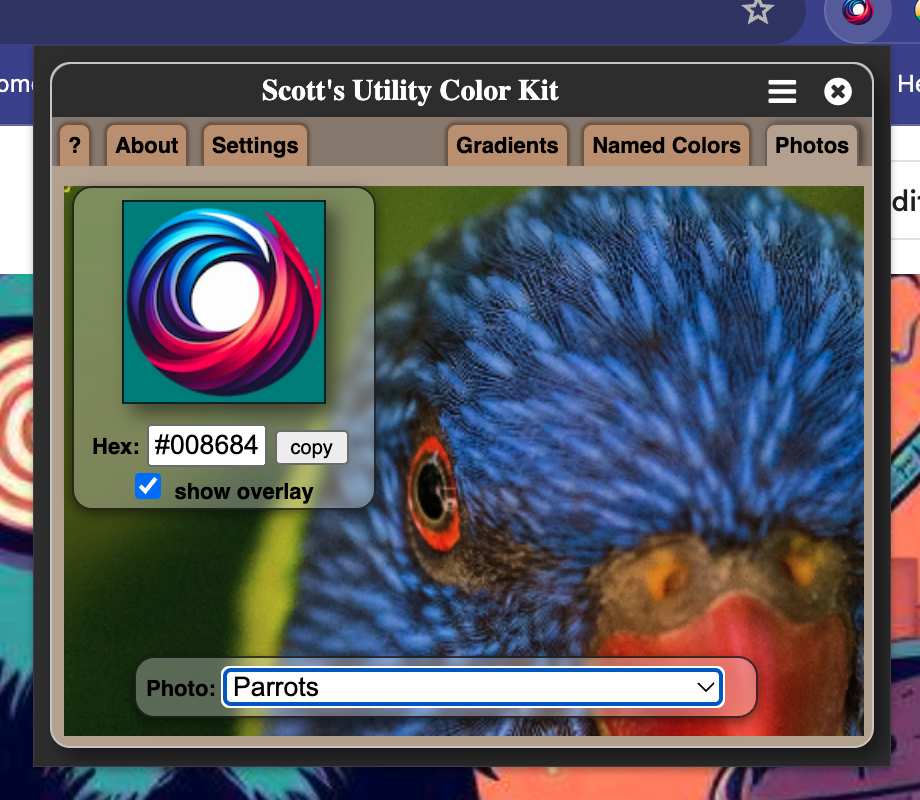 Scott's Utility Color Kit
? About Settings Gradients Named Colors Photos
Hex: #008684 copy
show overlay
Photo: Parrots